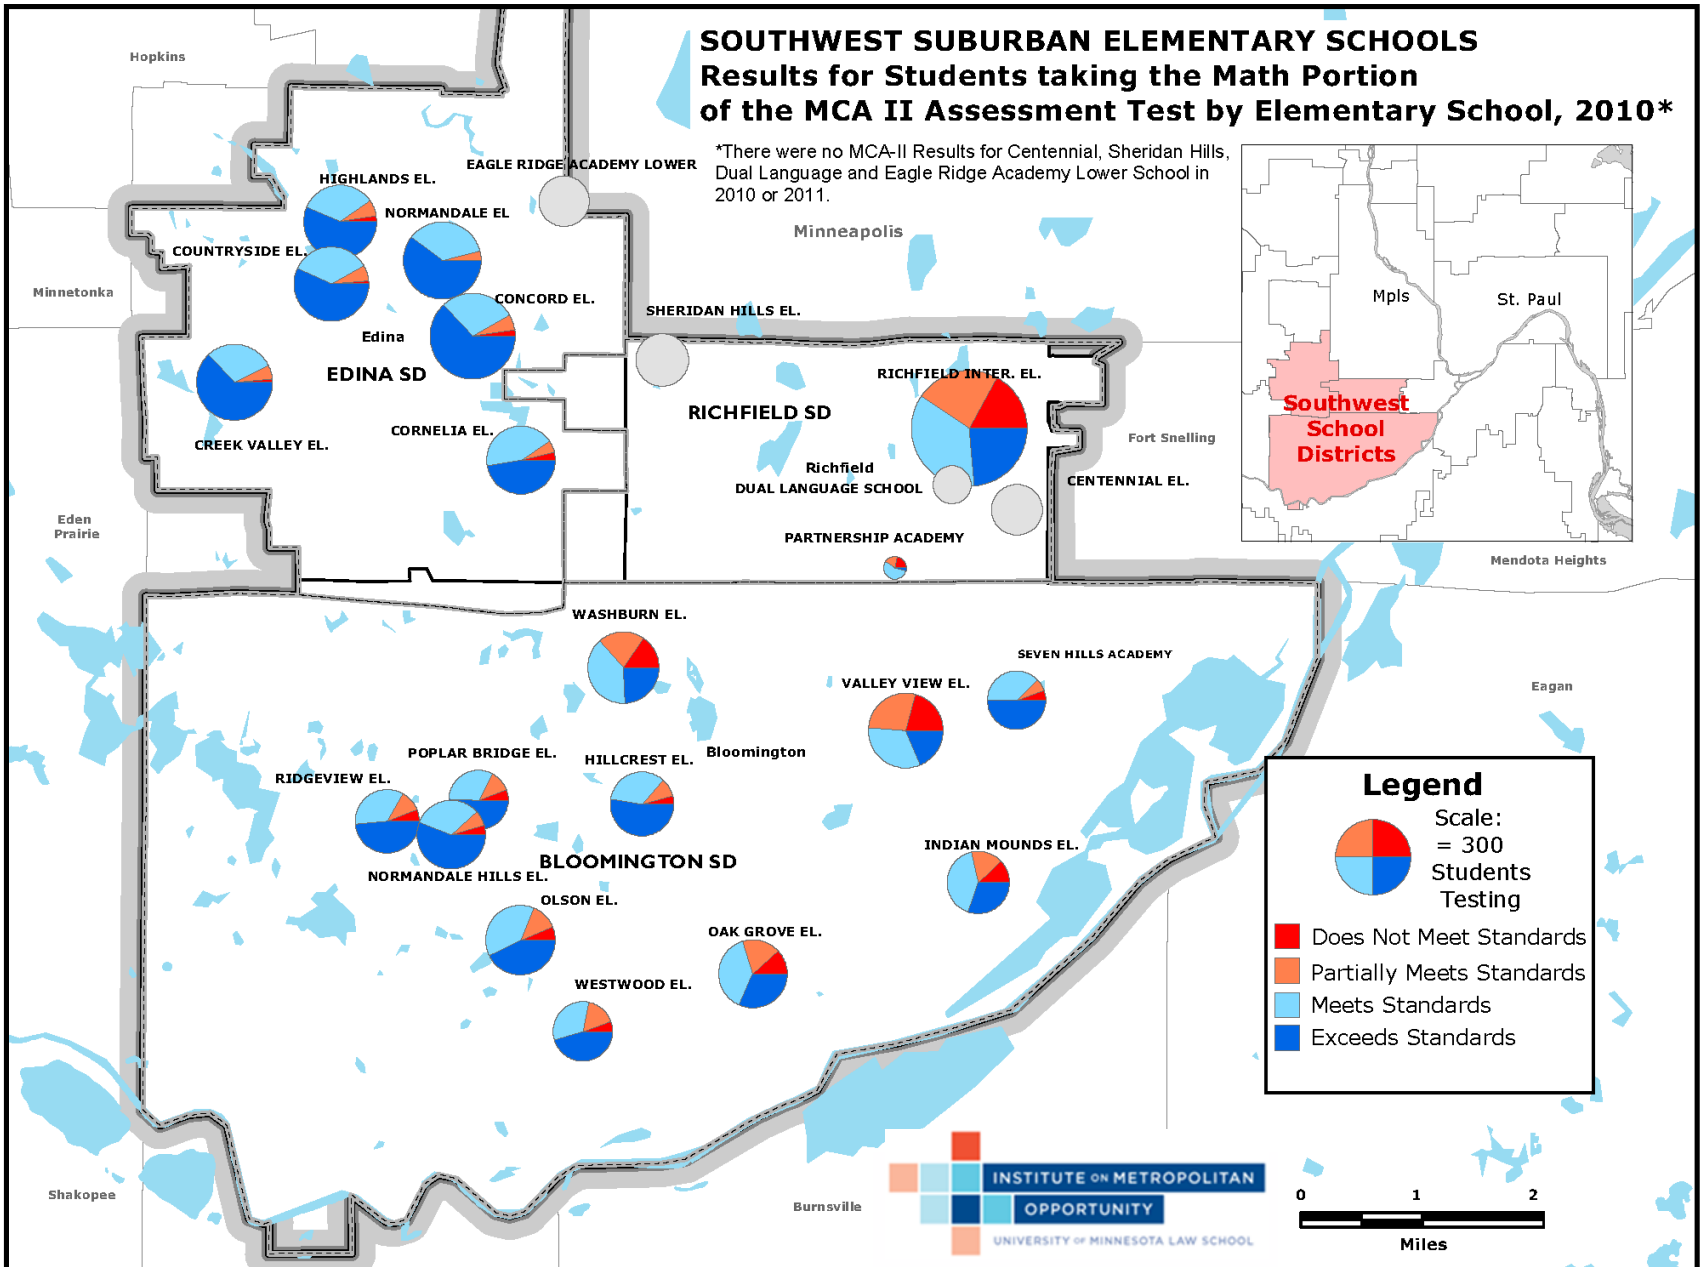 SOUTHWEST SUBURBAN ELEMENTARY SCHOOLS
Results for Students taking the Math Portion
of the MCA II Assessment Test by Elementary School, 2010*
*There were no MCA-II Results for Centennial, Sheridan Hills,
Dual Language and Eagle Ridge Academy Lower School in
2010 or 2011.
Hopkins
EAGLE RIDGE ACADEMY LOWER
HIGHLANDS EL.
NORMANDALE EL
COUNTRYSIDE EL.
Minneapolis
Minnetonka
CONCORD EL.
SHERIDAN HILLS EL.
Edina
EDINA SD
RICHFIELD INTER. EL.
RICHFIELD SD
CREEK VALLEY EL.
CORNELIA EL.
Fort Snelling
Richfield
DUAL LANGUAGE SCHOOL
CENTENNIAL EL.
Eden
Prairie
PARTNERSHIP ACADEMY
Mpls
St. Paul
Southwest
School
Districts
Mendota Heights
WASHBURN EL.
SEVEN HILLS ACADEMY
VALLEY VIEW EL.
Eagan
POPLAR BRIDGE EL.
HILLCREST EL.
Bloomington
RIDGEVIEW EL.
INDIAN MOUNDS EL.
BLOOMINGTON SD
NORMANDALE HILLS EL.
OLSON EL.
OAK GROVE EL.
WESTWOOD EL.
Legend
Scale:
= 300
Students
Testing
Does Not Meet Standards
Partially Meets Standards
Meets Standards
Exceeds Standards
Shakopee
Burnsville
INSTITUTE ON METROPOLITAN
OPPORTUNITY
UNIVERSITY OF MINNESOTA LAW SCHOOL
0 1 2
Miles